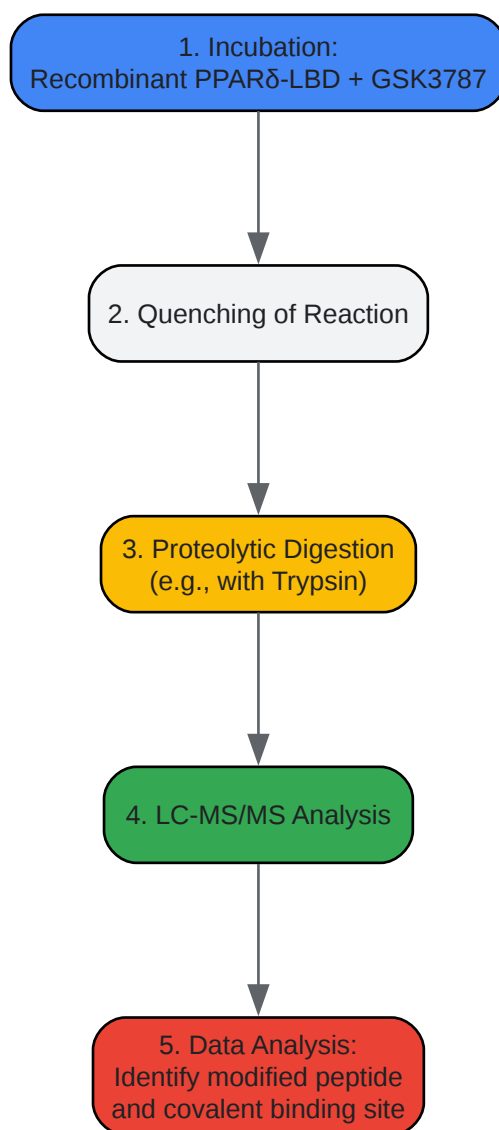 1. Incubation:
Recombinant PPARδ-LBD + GSK3787
2. Quenching of Reaction
3. Proteolytic Digestion
(e.g., with Trypsin)
4. LC-MS/MS Analysis
5. Data Analysis:
Identify modified peptide
and covalent binding site